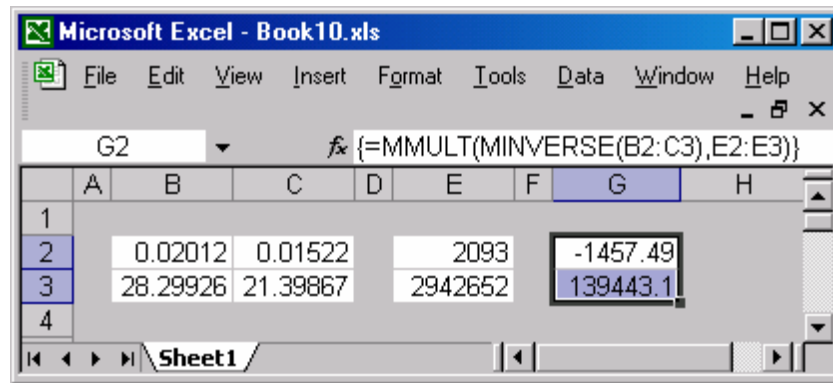 Microsoft Excel - Book10.xls
File Edit View Insert Format Tools Data Window Help
G2 fx {=MMULT(MINVERSE(B2:C3),E2:E3)}
A B C D E F G H
1
2 0.02012 0.01522 2093 -1457.49
3 28.29926 21.39867 2942652 139443.1
4
Sheet1